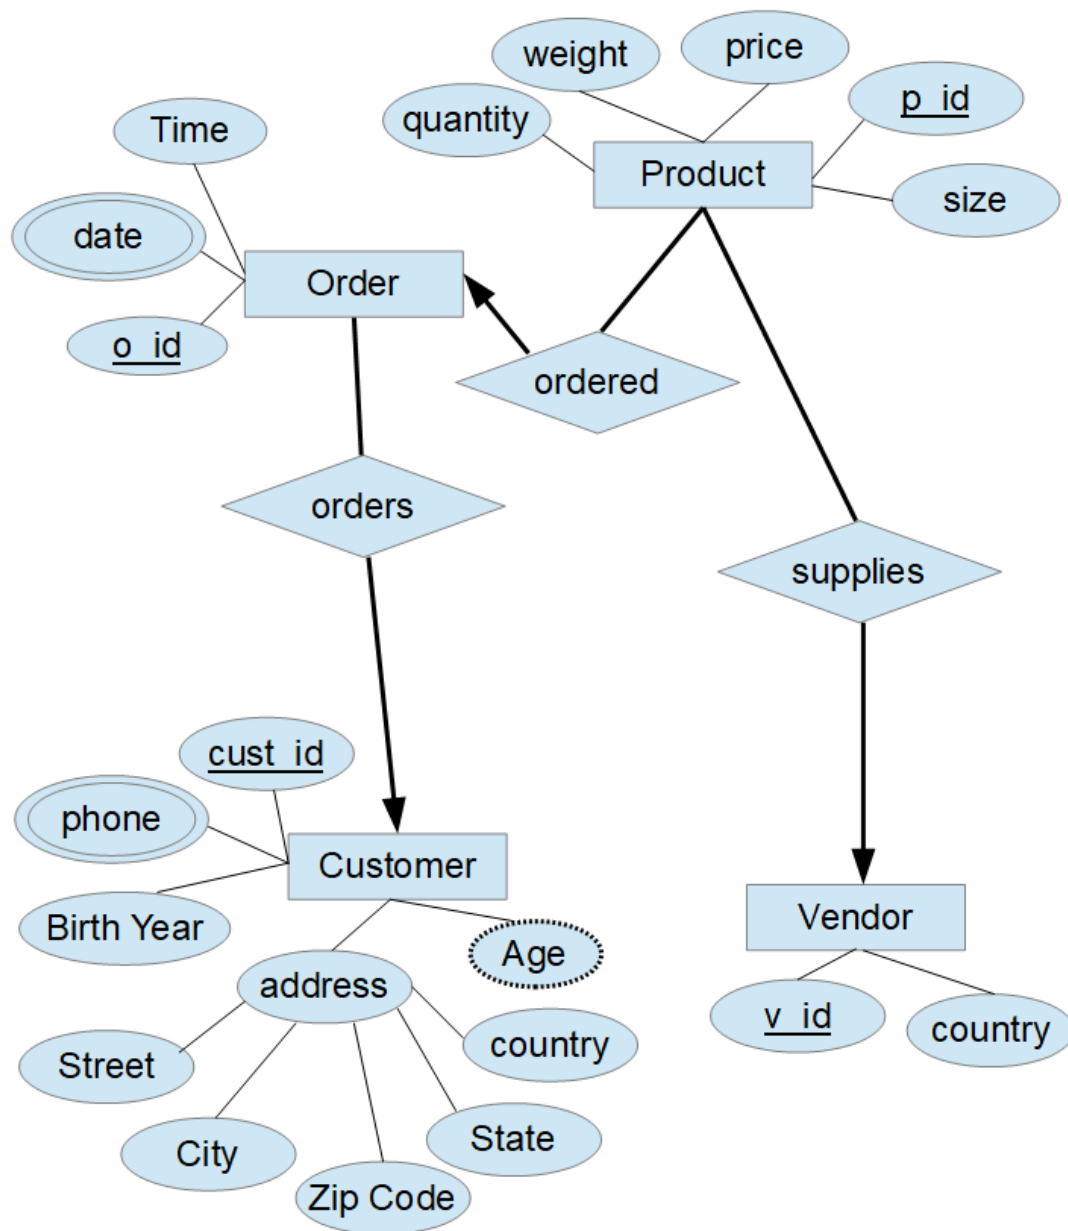 weight
price
p_id
quantity
Time
Product
size
date
Order
o_id
ordered
orders
supplies
cust_id
phone
Customer
Vendor
Birth Year
Age
address
v_id
country
country
Street
State
City
Zip Code